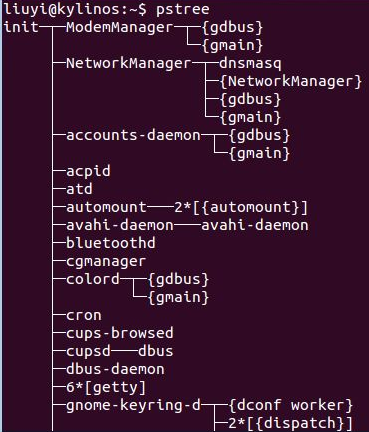 liuyi@kylinos:~$ pstree
init─┬─ModemManager─┬─{gdbus}
     │              └─{gmain}
     ├─NetworkManager─┬─dnsmasq
     │                ├─{NetworkManager}
     │                ├─{gdbus}
     │                └─{gmain}
     ├─accounts-daemon─┬─{gdbus}
     │                 └─{gmain}
     ├─acpid
     ├─atd
     ├─automount───2*[{automount}]
     ├─avahi-daemon───avahi-daemon
     ├─bluetoothd
     ├─cgmanager
     ├─colord─┬─{gdbus}
     │        └─{gmain}
     ├─cron
     ├─cups-browsed
     ├─cupsd───dbus
     ├─dbus-daemon
     ├─6*[getty]
     ├─gnome-keyring-d─┬─{dconf worker}
     │                 ├─2*[{dispatch}]